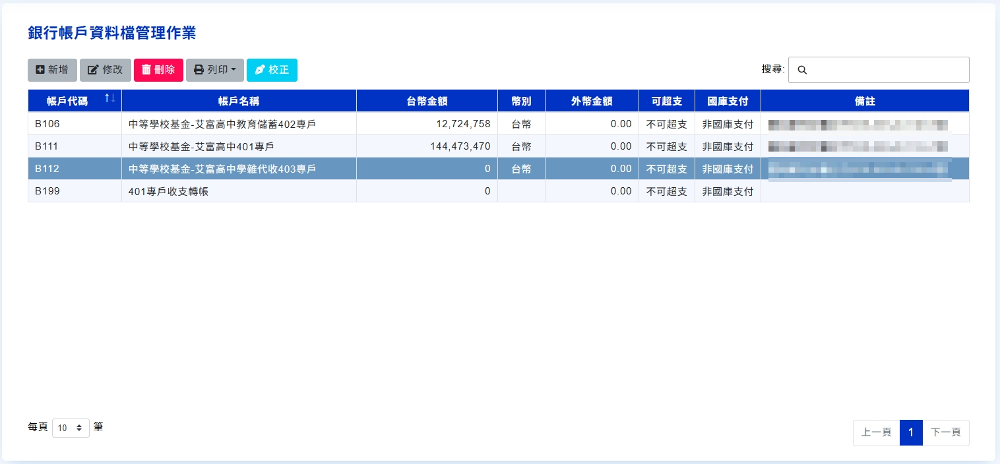 銀行帳戶資料檔管理作業
新增 修改 刪除 列印 校正 搜尋:
帳戶代碼 帳戶名稱 台幣金額 幣別 外幣金額 可超支 國庫支付 備註
B106 中等學校基金-艾富高中教育儲蓄402專戶 12,724,758 台幣 0.00 不可超支 非國庫支付
B111 中等學校基金-艾富高中401專戶 144,473,470 台幣 0.00 不可超支 非國庫支付
B112 中等學校基金-艾富高中學雜代收403專戶 0 台幣 0.00 不可超支 非國庫支付
B199 401專戶收支轉帳 0 0.00 不可超支 非國庫支付
每頁 10 筆 上一頁 1 下一頁